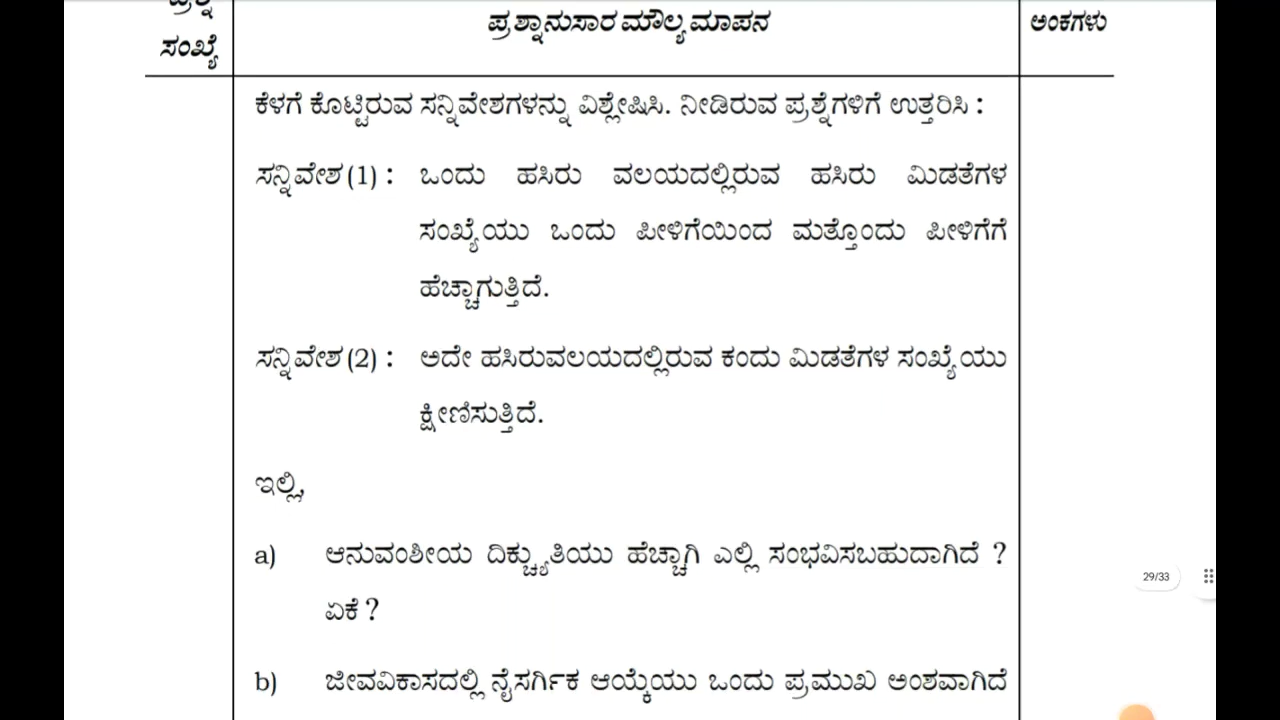 ಸಂಖ್ಯೆ
ಪ್ರಶ್ನಾನುಸಾರ ಮೌಲ್ಯಮಾಪನ
ಅಂಕಗಳು
ಕೆಳಗೆ ಕೊಟ್ಟಿರುವ ಸನ್ನಿವೇಶಗಳನ್ನು ವಿಶ್ಲೇಷಿಸಿ. ನೀಡಿರುವ ಪ್ರಶ್ನೆಗಳಿಗೆ ಉತ್ತರಿಸಿ :
ಸನ್ನಿವೇಶ (1) : ಒಂದು ಹಸಿರು ವಲಯದಲ್ಲಿರುವ ಹಸಿರು ಮಿಡತೆಗಳ
ಸಂಖ್ಯೆಯು ಒಂದು ಪೀಳಿಗೆಯಿಂದ ಮತ್ತೊಂದು ಪೀಳಿಗೆಗೆ
ಹೆಚ್ಚಾಗುತ್ತಿದೆ.
ಸನ್ನಿವೇಶ (2) : ಅದೇ ಹಸಿರುವಲಯದಲ್ಲಿರುವ ಕಂದು ಮಿಡತೆಗಳ ಸಂಖ್ಯೆಯು
ಕ್ಷೀಣಿಸುತ್ತಿದೆ.
ಇಲ್ಲಿ,
a) ಆನುವಂಶೀಯ ದಿಕ್ಚ್ಯುತಿಯು ಹೆಚ್ಚಾಗಿ ಎಲ್ಲಿ ಸಂಭವಿಸಬಹುದಾಗಿದೆ ?
ಏಕೆ ?
29/33
b) ಜೀವವಿಕಾಸದಲ್ಲಿ ನೈಸರ್ಗಿಕ ಆಯ್ಕೆಯು ಒಂದು ಪ್ರಮುಖ ಅಂಶವಾಗಿದೆ